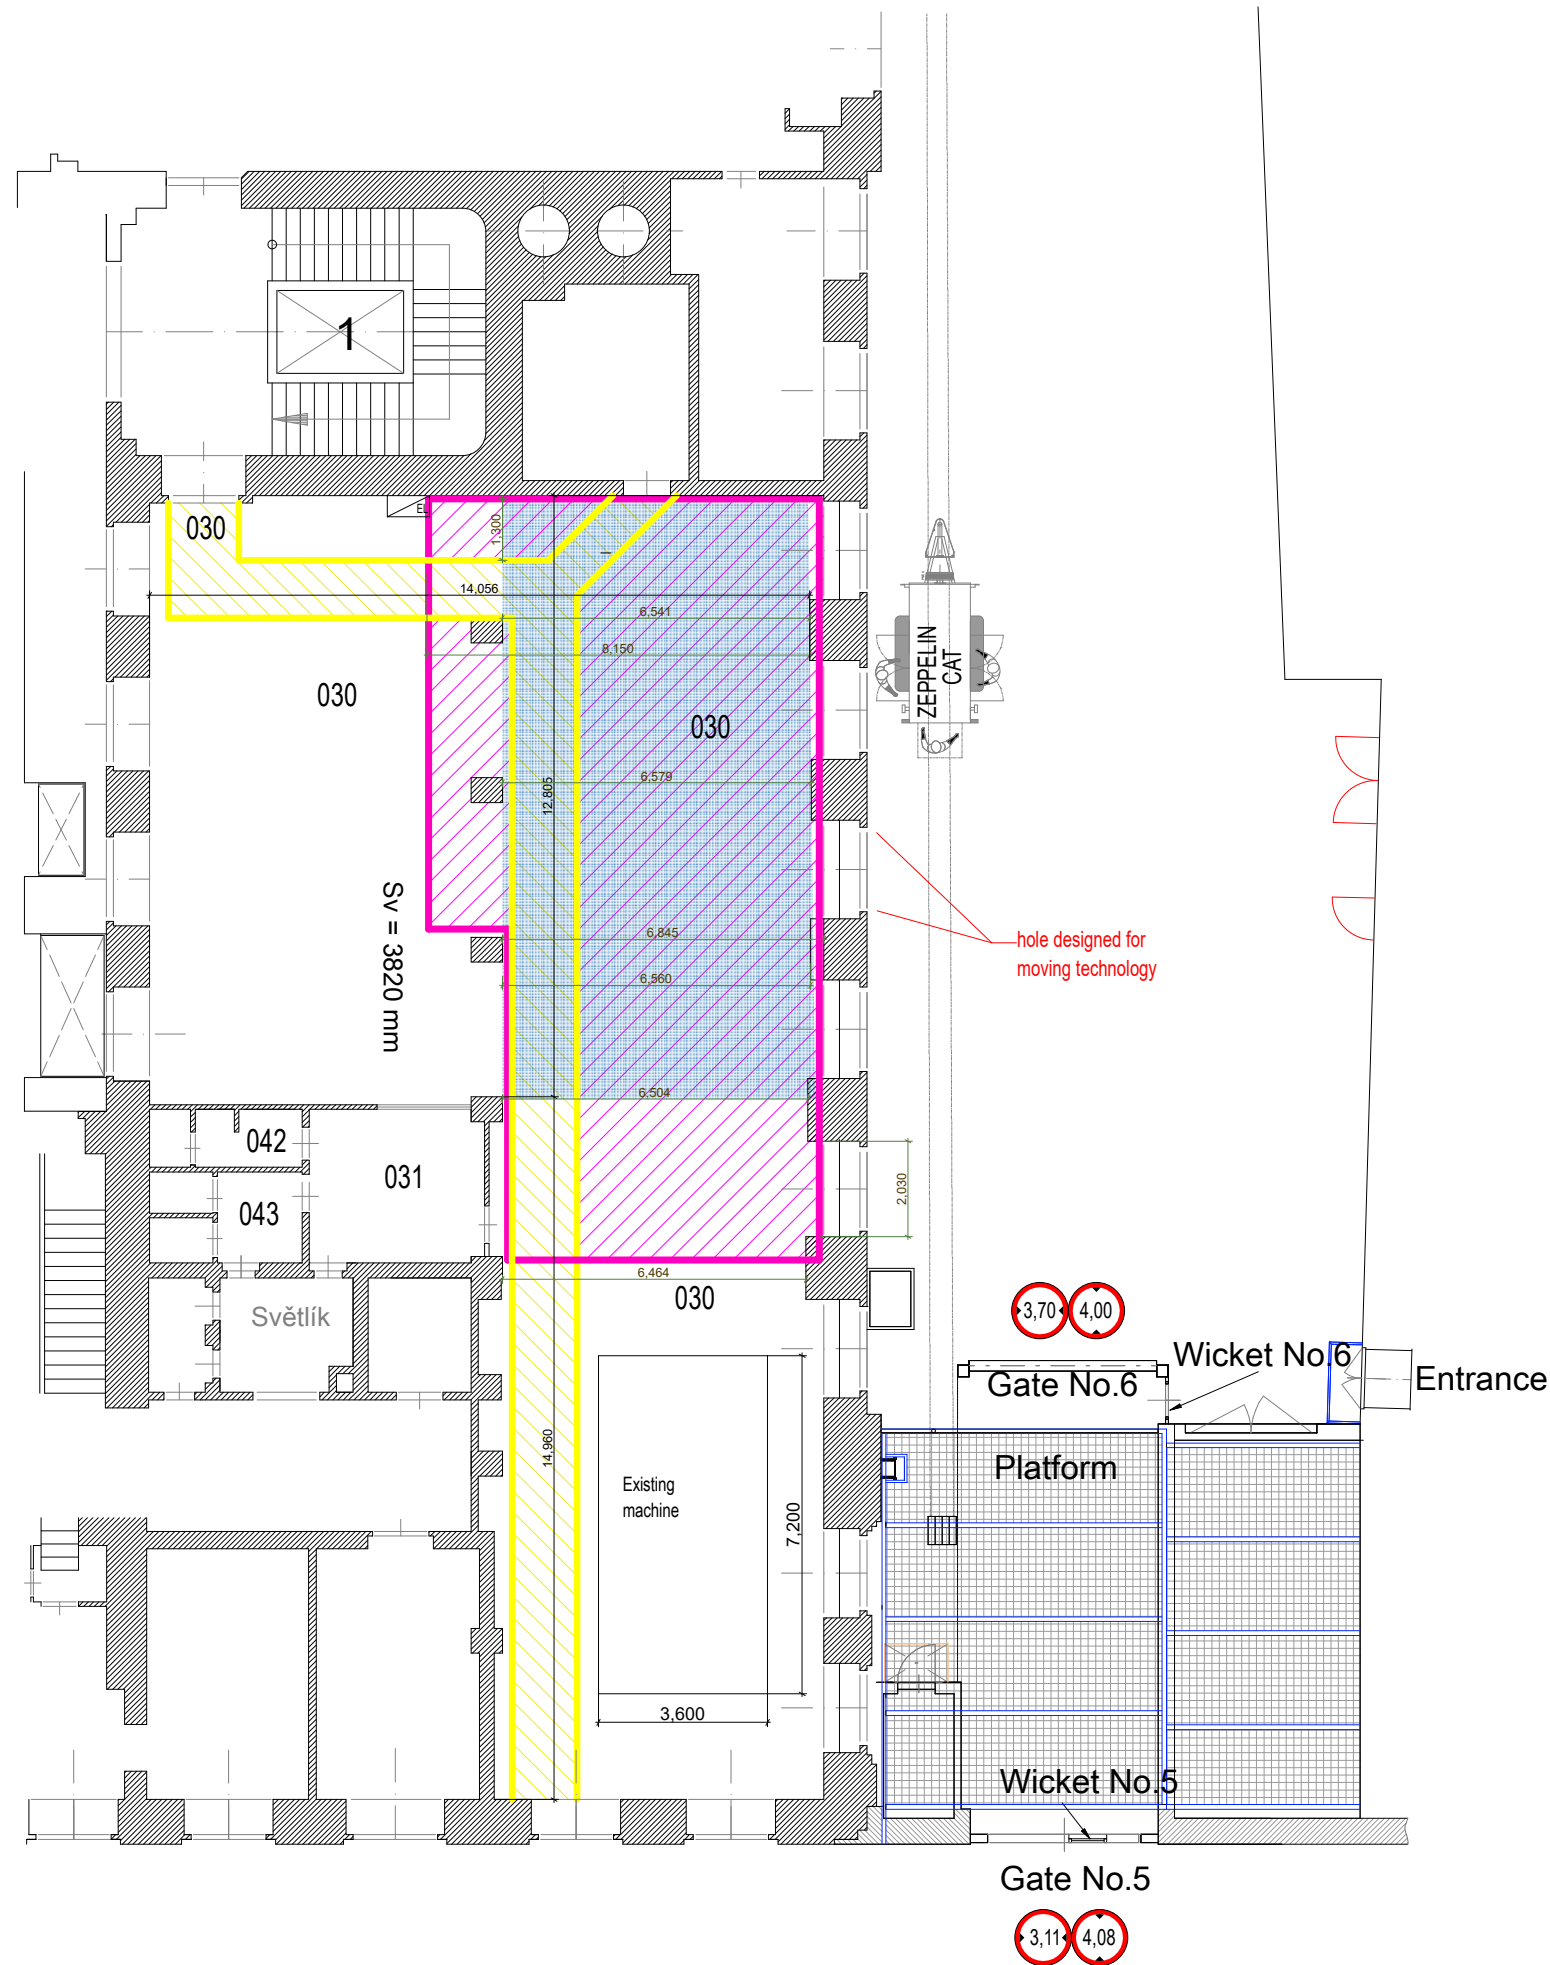 1
030
EL
1,300
14,056
6,541
8,150
030
030
ZEPPELIN
CAT
6,579
12,805
Sv = 3820 mm
6,845
hole designed for
moving technology
6,560
6,504
042
031
043
2,030
6,464
030
Světlík
3,70
4,00
Wicket No.6
Gate No.6
Entrance
14,960
Platform
Existing
machine
7,200
3,600
Wicket No.5
Gate No.5
3,11
4,08